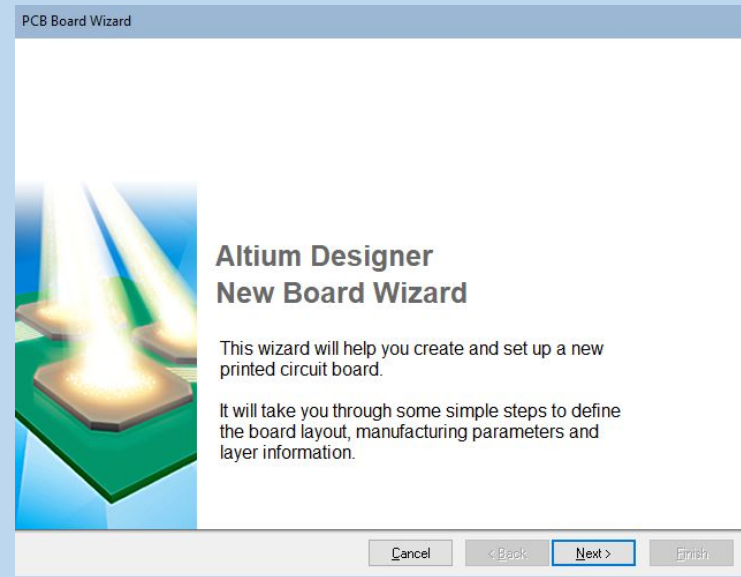 PCB Board Wizard
Altium Designer
New Board Wizard
This wizard will help you create and set up a new
printed circuit board.
It will take you through some simple steps to define
the board layout, manufacturing parameters and
layer information.
Cancel
< Back
Next >
Finish